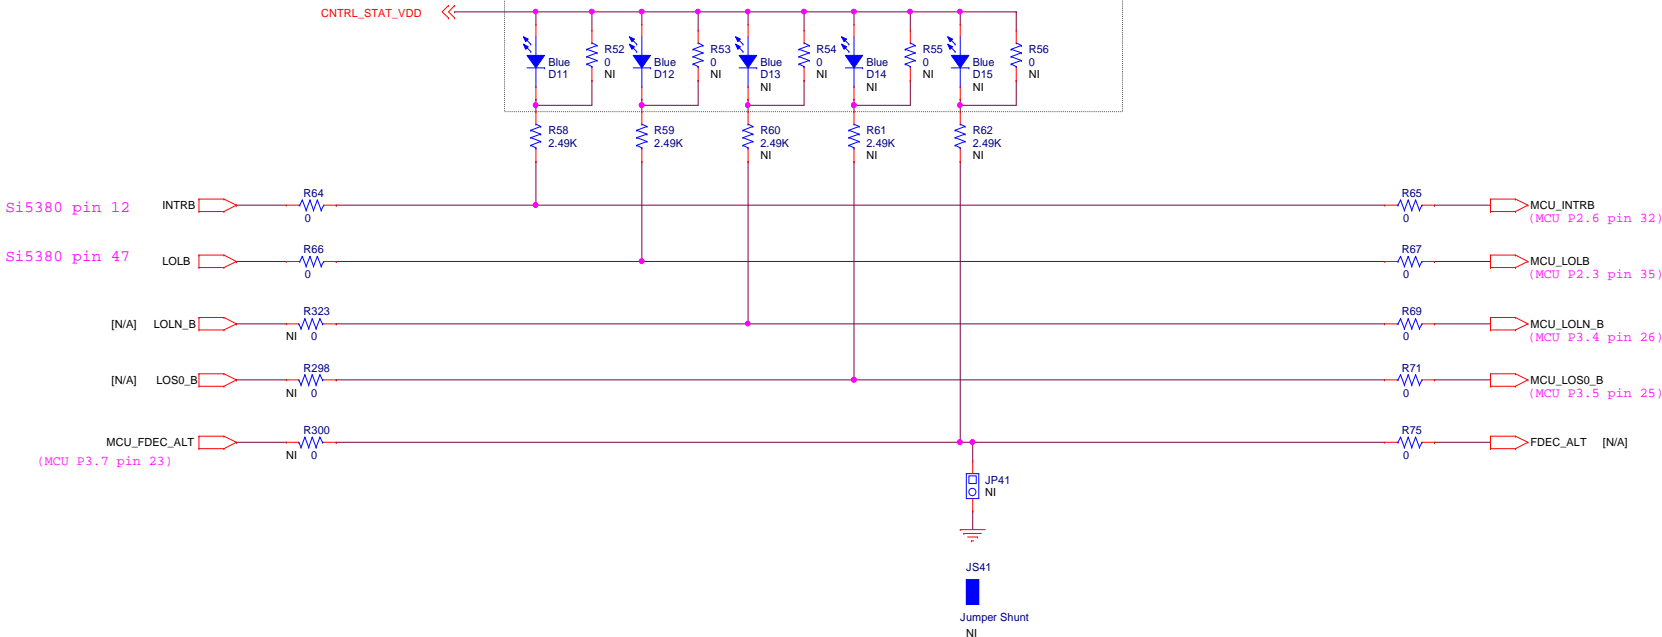 CNTRL_STAT_VDD
Blue
D11
R52
0
NI
Blue
D12
R53
0
NI
Blue
D13
NI
R54
0
NI
Blue
D14
NI
R55
0
NI
Blue
D15
NI
R56
0
NI
R58
2.49K
R59
2.49K
R60
2.49K
NI
R61
2.49K
NI
R62
2.49K
NI
Si5380 pin 12
INTRB
R64
0
R65
0
MCU_INTRB
(MCU P2.6 pin 32)
Si5380 pin 47
LOLB
R66
0
R67
0
MCU_LOLB
(MCU P2.3 pin 35)
[N/A]
LOLN_B
R323
NI
0
R69
0
MCU_LOLN_B
(MCU P3.4 pin 26)
[N/A]
LOS0_B
R298
NI
0
R71
0
MCU_LOS0_B
(MCU P3.5 pin 25)
MCU_FDEC_ALT
(MCU P3.7 pin 23)
R300
NI
0
R75
0
FDEC_ALT
[N/A]
JP41
NI
JS41
Jumper Shunt
NI